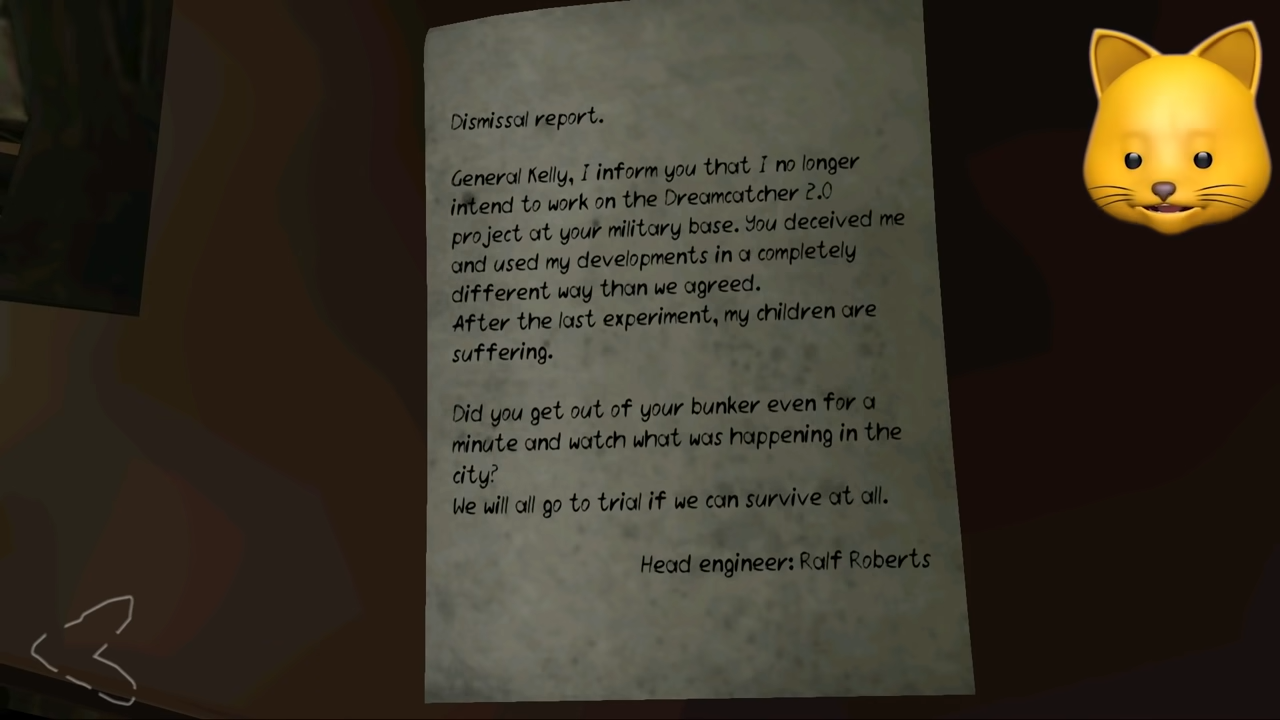 Dismissal report.
General Kelly, I inform you that I no longer
intend to work on the Dreamcatcher 2.0
project at your military base. You deceived me
and used my developments in a completely
different way than we agreed.
After the last experiment, my children are
suffering.
Did you get out of your bunker even for a
minute and watch what was happening in the
city?
We will all go to trial if we can survive at all.
Head engineer: Ralf Roberts